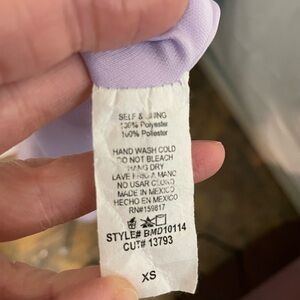 SELF & LINING
100% Polyester
100% Poliester
HAND WASH COLD
DO NOT BLEACH
HANG DRY
LAVE FRIO A MANO
NO USAR CLORO
MADE IN MEXICO
HECHO EN MEXICO
RN#159817
STYLE# BMD10114
CUT# 13793
XS